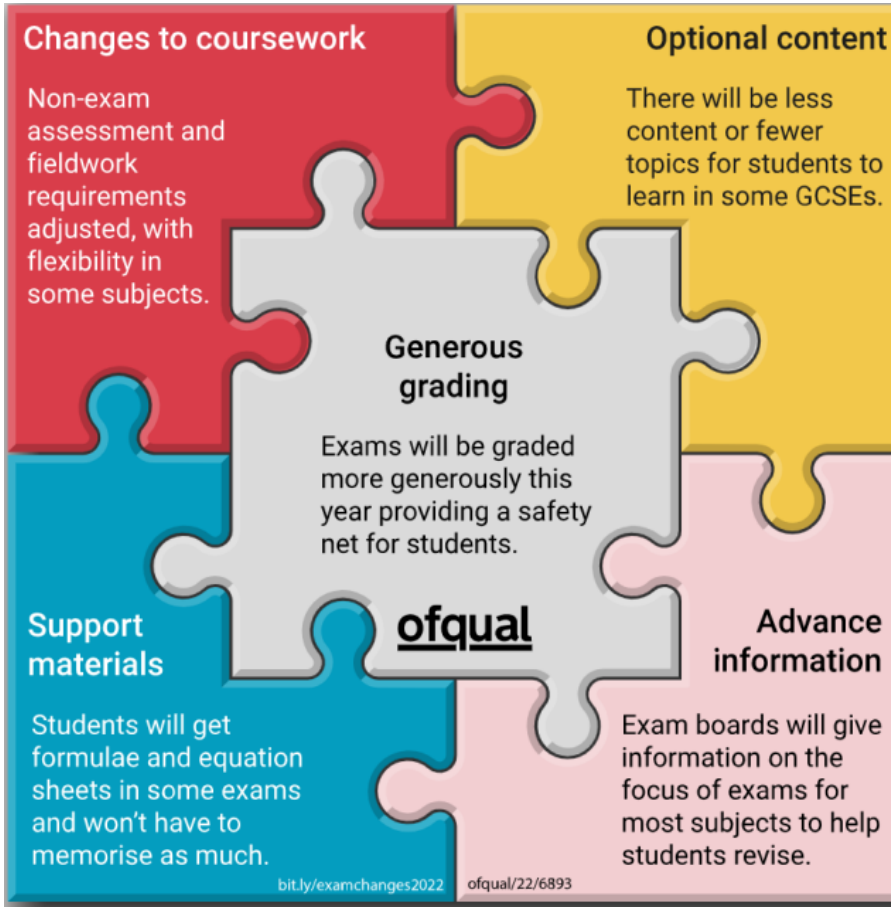 Changes to coursework
Non-exam
assessment and
fieldwork
requirements
adjusted, with
flexibility in
some subjects.
Optional content
There will be less
content or fewer
topics for students to
learn in some GCSEs.
Generous
grading
Exams will be graded
more generously this
year providing a safety
net for students.
ofqual
Support
materials
Students will get
formulae and equation
sheets in some exams
and won't have to
memorise as much.
bit.ly/examchanges2022
Advance
information
Exam boards will give
information on the
focus of exams for
most subjects to help
students revise.
ofqual/22/6893